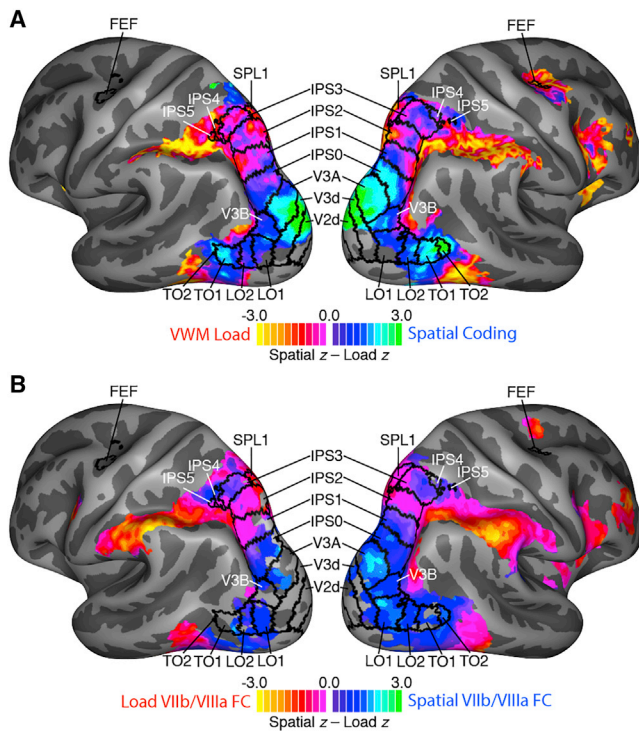 A
FEF
FEF
SPL1
SPL1
IPS4
IPS5
IPS3
IPS2
IPS1
IPS0
V3A
V3d
V2d
IPS4
IPS5
V3B
V3B
TO2 TO1 LO2 LO1
LO1 LO2 TO1 TO2
VWM Load
-3.0 0.0 3.0
Spatial Coding
Spatial z – Load z
B
FEF
FEF
SPL1
SPL1
IPS4
IPS5
IPS3
IPS2
IPS1
IPS0
V3A
V3d
V2d
IPS4
IPS5
V3B
V3B
TO2 TO1 LO2 LO1
LO1 LO2 TO1 TO2
Load VIIb/VIIIa FC
-3.0 0.0 3.0
Spatial VIIb/VIIIa FC
Spatial z – Load z